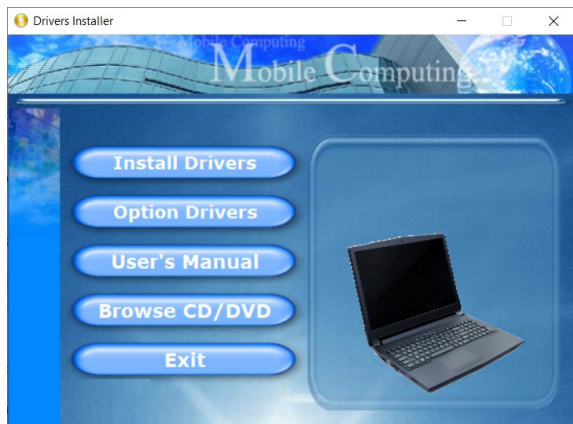 Drivers Installer
Mobile Computing
Mobile Computing
Install Drivers
Option Drivers
User's Manual
Browse CD/DVD
Exit